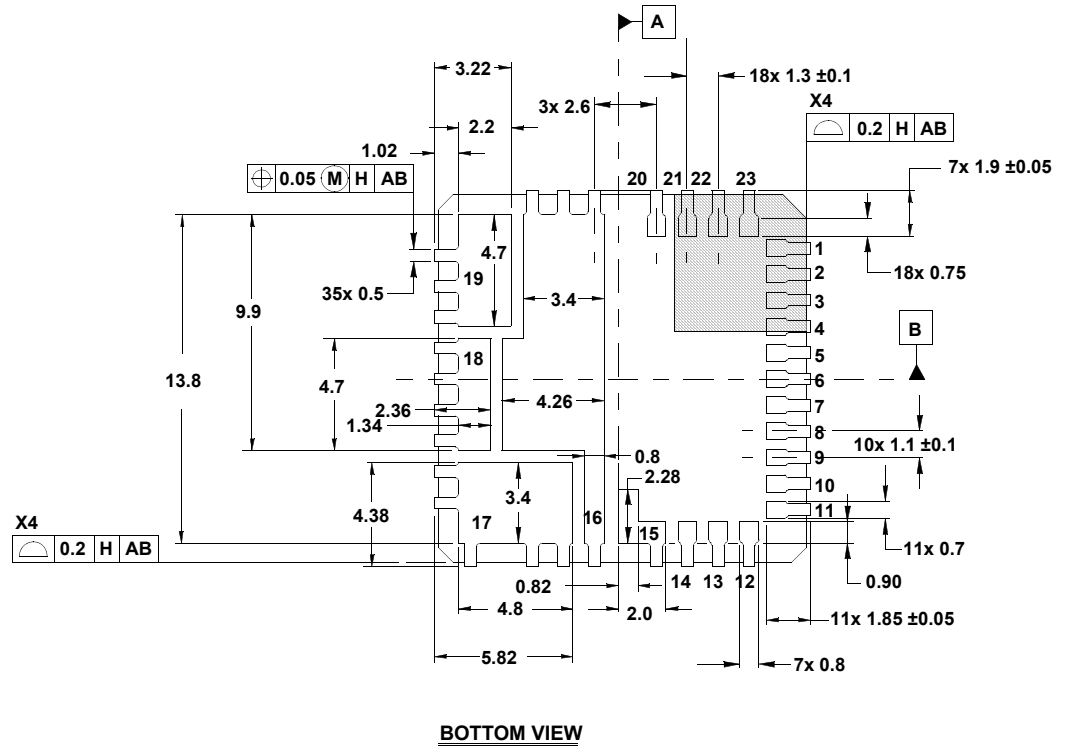 A
3.22
18x 1.3 ±0.1
3x 2.6
X4
2.2
0.2 H AB
1.02
7x 1.9 ±0.05
0.05 M H AB
20 21 22 23
4.7
1
19
2
18x 0.75
35x 0.5
3.4
3
9.9
4
B
18
5
13.8
6
4.7
4.26
2.36
7
1.34
8
10x 1.1 ±0.1
0.8
9
2.28
10
3.4
11
4.38
17
16
15
X4
0.2 H AB
11x 0.7
0.82
14 13 12
0.90
4.8
2.0
11x 1.85 ±0.05
5.82
7x 0.8
BOTTOM VIEW